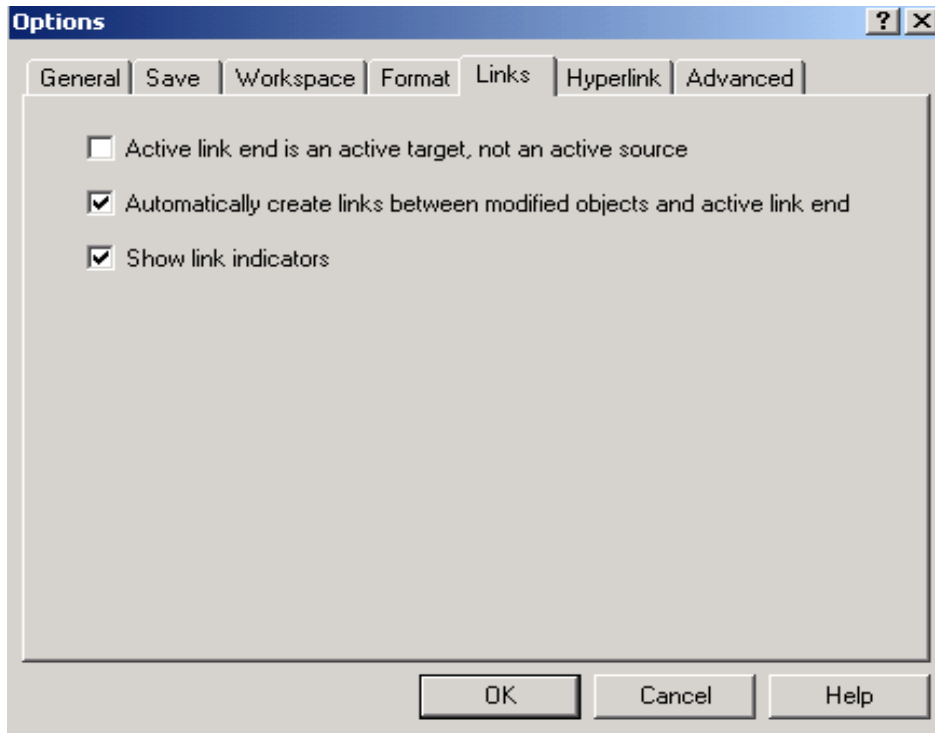 Options
General Save Workspace Format Links Hyperlink Advanced
Active link end is an active target, not an active source
Automatically create links between modified objects and active link end
Show link indicators
OK Cancel Help